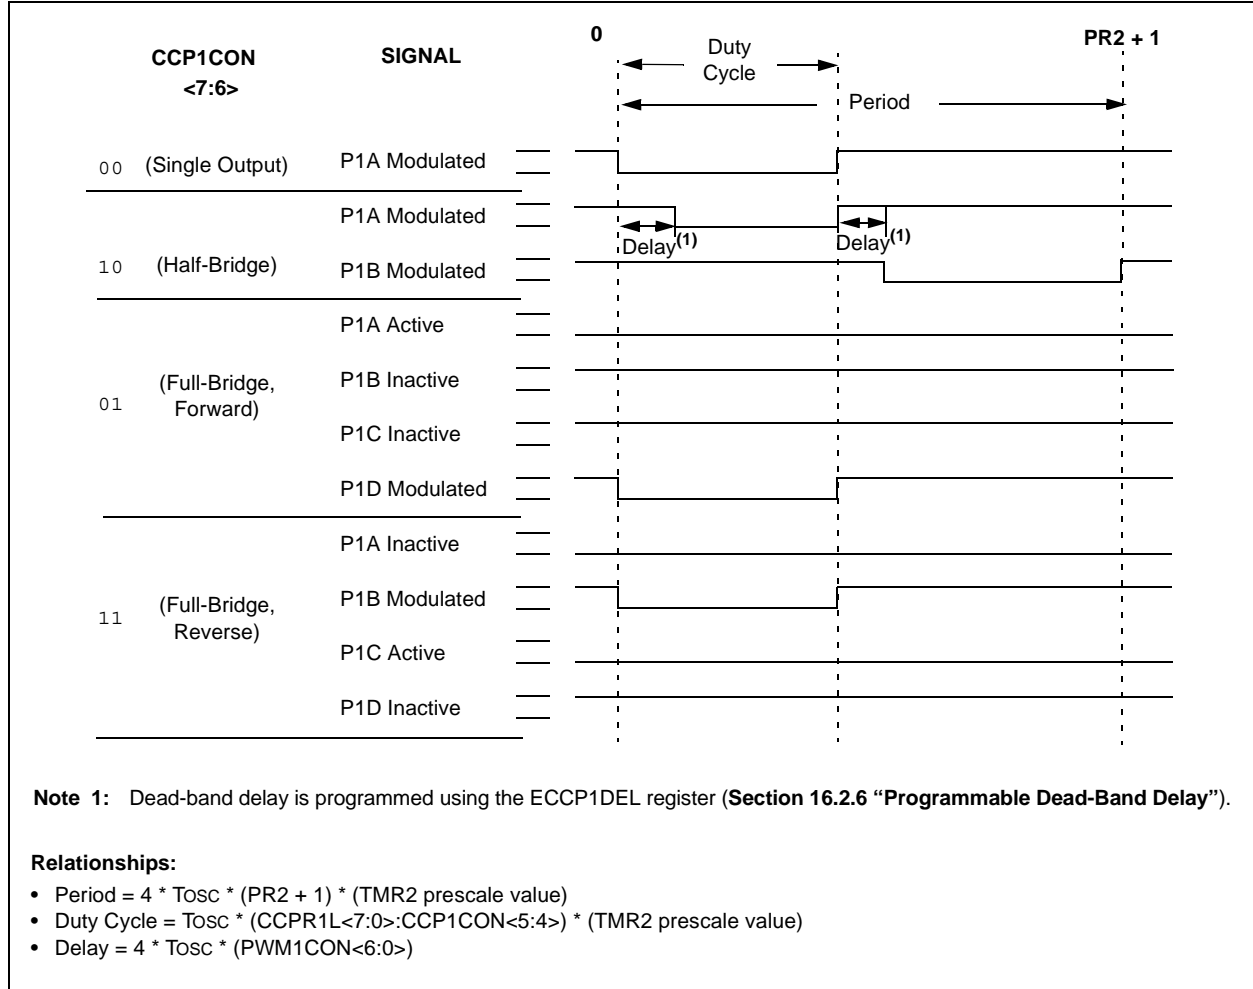 0
PR2 + 1
CCP1CON
<7:6>
SIGNAL
Duty
Cycle
Period
00 (Single Output) P1A Modulated
P1A Modulated
Delay(1) Delay(1)
10 (Half-Bridge) P1B Modulated
P1A Active
P1B Inactive
01 (Full-Bridge,
Forward)
P1C Inactive
P1D Modulated
P1A Inactive
P1B Modulated
11 (Full-Bridge,
Reverse)
P1C Active
P1D Inactive
Note 1: Dead-band delay is programmed using the ECCP1DEL register (Section 16.2.6 “Programmable Dead-Band Delay”).
Relationships:
• Period = 4 * TOSC * (PR2 + 1) * (TMR2 prescale value)
• Duty Cycle = TOSC * (CCPR1L<7:0>:CCP1CON<5:4>) * (TMR2 prescale value)
• Delay = 4 * TOSC * (PWM1CON<6:0>)